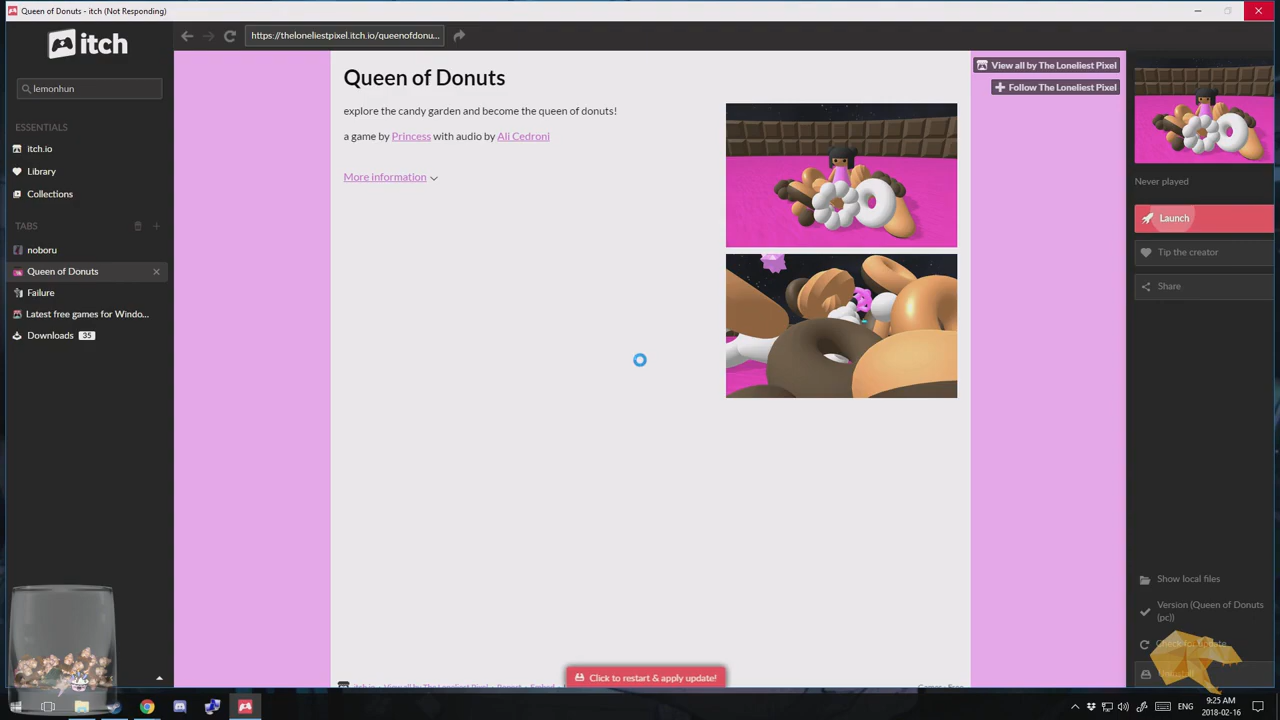 Queen of Donuts - itch (Not Responding)
itch
https://theloneliestpixel.itch.io/queenofdonu...
lemonhun
ESSENTIALS
itch.io
Library
Collections
TABS
noboru
Queen of Donuts
Failure
Latest free games for Windo...
Downloads 35
Queen of Donuts
explore the candy garden and become the queen of donuts!
a game by Princess with audio by Ali Cedroni
More information
View all by The Loneliest Pixel
Follow The Loneliest Pixel
Never played
Launch
Tip the creator
Share
Show local files
Version (Queen of Donuts
(pc))
Check for update
Uninstall
Click to restart & apply update!
ENG
9:25 AM
2018-02-16